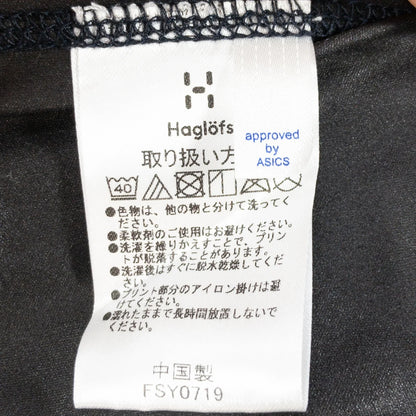 Haglöfs
approved
by
ASICS
取り扱い方
40
●色物は、他の物と分けて洗ってく
ださい。
●柔軟剤のご使用はお避けください。
●洗濯を繰りかえすことで、プリン
トが脱落することがあります。
●洗濯後はすぐに脱水乾燥してくだ
さい。
●プリント部分のアイロン掛けは避
けてください。
●濡れたままで長時間放置しないで
ください。
中国製
FSY0719